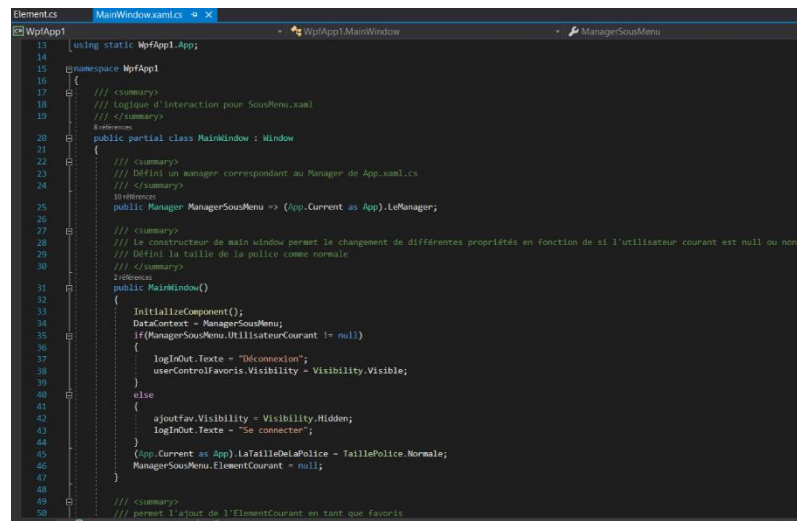 Element.cs MainWindow.xaml.cs
WpfApp1 WpfApp1.MainWindow ManagerSousMenu
13 using static WpfApp1.App;
14
15 namespace WpfApp1
16 {
17 /// <summary>
18 /// Logique d'interaction pour SousMenu.xaml
19 /// </summary>
8 références
20 public partial class MainWindow : Window
21 {
22 /// <summary>
23 /// Défini un manager correspondant au Manager de App.xaml.cs
24 /// </summary>
10 références
25 public Manager ManagerSousMenu => (App.Current as App).LeManager;
26
27 /// <summary>
28 /// Le constructeur de main window permet le changement de différentes propriétés en fonction de si l'utilisateur courant est null ou non
29 /// Défini la taille de la police comme normale
30 /// </summary>
2 références
31 public MainWindow()
32 {
33 InitializeComponent();
34 DataContext = ManagerSousMenu;
35 if(ManagerSousMenu.UtilisateurCourant != null)
36 {
37 logInOut.Texte = "Déconnexion";
38 userControlFavoris.Visibility = Visibility.Visible;
39 }
40 else
41 {
42 ajoutfav.Visibility = Visibility.Hidden;
43 logInOut.Texte = "Se connecter";
44 }
45 (App.Current as App).LaTailleDeLaPolice = TaillePolice.Normale;
46 ManagerSousMenu.ElementCourant = null;
47 }
48
49 /// <summary>
50 /// permet l'ajout de l'ElementCourant en tant que favoris